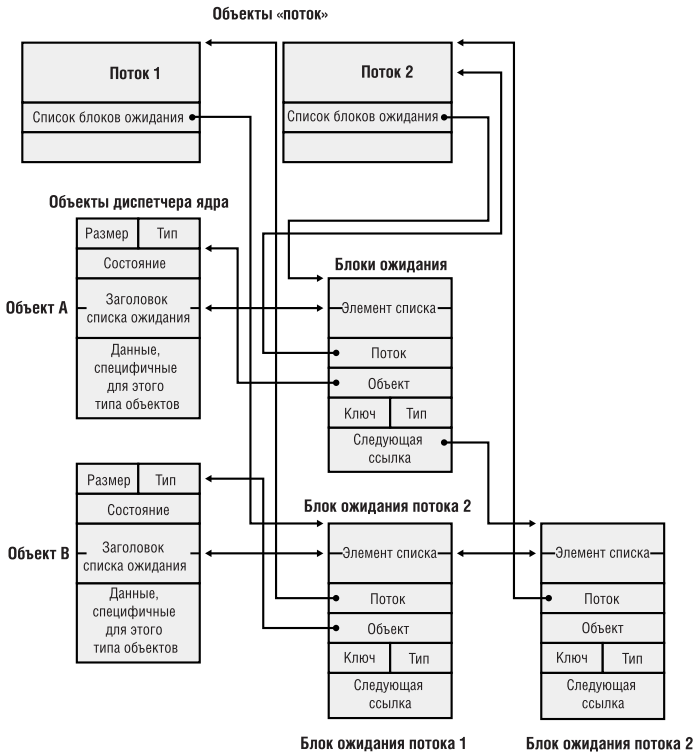 Объекты «поток»
Поток 1
Поток 2
Список блоков ожидания
Список блоков ожидания
Объекты диспетчера ядра
Размер
Тип
Состояние
Объект A
Заголовок
списка ожидания
Данные,
специфичные
для этого
типа объектов
Блоки ожидания
Элемент списка
Поток
Объект
Ключ
Тип
Следующая
ссылка
Блок ожидания потока 2
Размер
Тип
Состояние
Объект B
Заголовок
списка ожидания
Данные,
специфичные
для этого
типа объектов
Элемент списка
Поток
Объект
Ключ
Тип
Следующая
ссылка
Блок ожидания потока 1
Элемент списка
Поток
Объект
Ключ
Тип
Следующая
ссылка
Блок ожидания потока 2